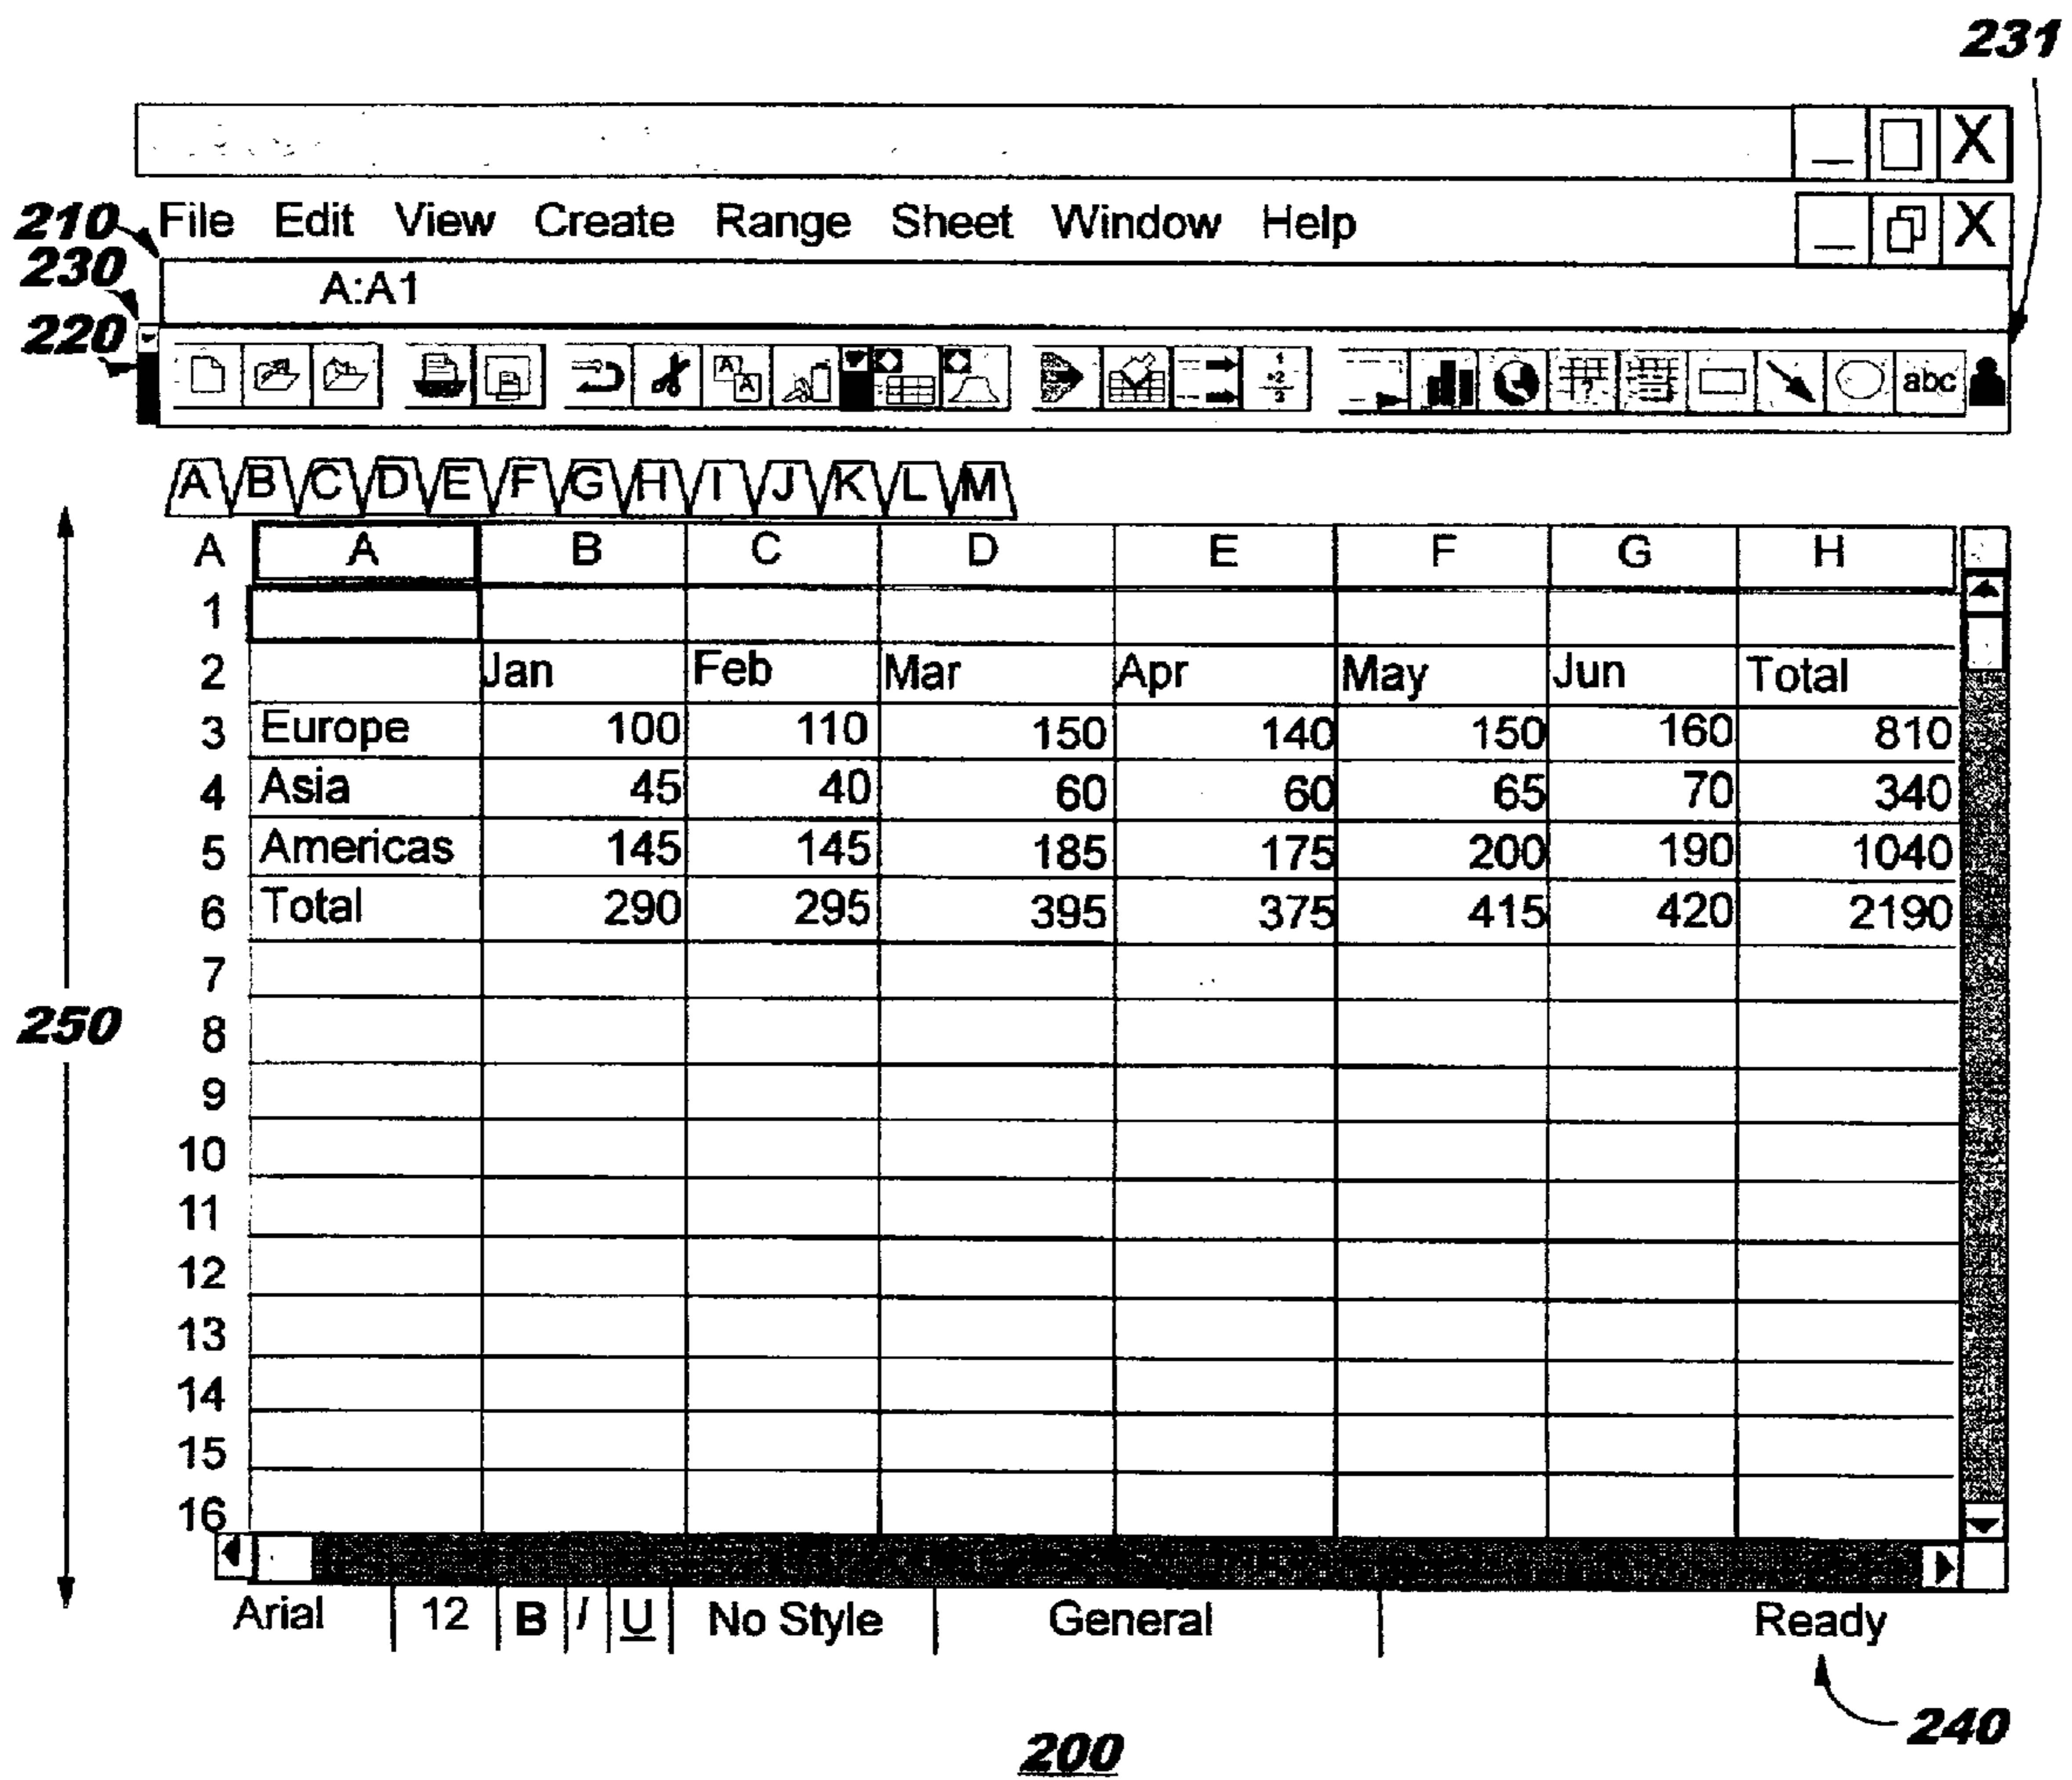 231
X
210 File Edit View Create Range Sheet Window Help X
230 A:A1
220
A A 1 +2 3 ? abc
A B C D E F G H I J K L M
A A B C D E F G H
1
2 Jan Feb Mar Apr May Jun Total
3 Europe 100 110 150 140 150 160 810
4 Asia 45 40 60 60 65 70 340
5 Americas 145 145 185 175 200 190 1040
6 Total 290 295 395 375 415 420 2190
7
250
8
9
10
11
12
13
14
15
16
Arial 12 B I U No Style General Ready
240
200